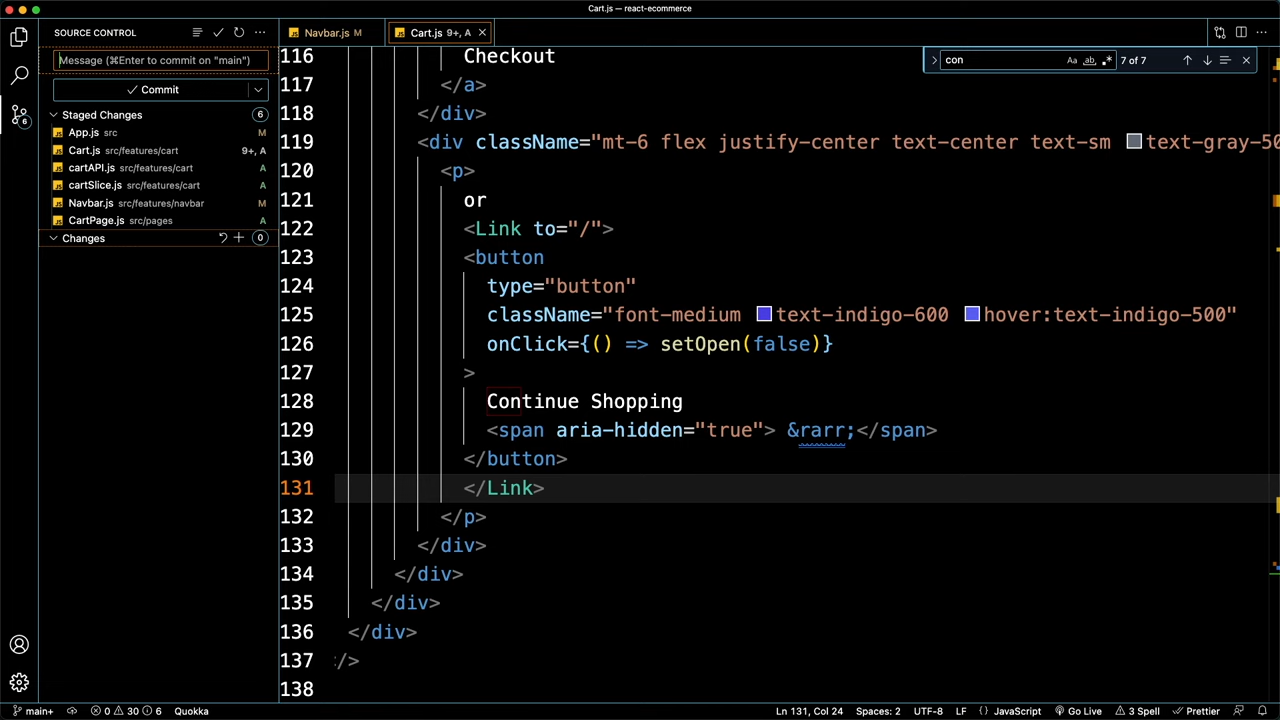 Cart.js — react-ecommerce
SOURCE CONTROL
Message (⌘Enter to commit on "main")
Commit
Staged Changes 6
App.js src M
Cart.js src/features/cart 9+, A
cartAPI.js src/features/cart A
cartSlice.js src/features/cart A
Navbar.js src/features/navbar M
CartPage.js src/pages A
Changes 0
6
Navbar.js M
Cart.js 9+, A
con
Aa ab .* 7 of 7
116 Checkout
117 </a>
118 </div>
119 <div className="mt-6 flex justify-center text-center text-sm text-gray-50
120 <p>
121 or
122 <Link to="/">
123 <button
124 type="button"
125 className="font-medium text-indigo-600 hover:text-indigo-500"
126 onClick={() => setOpen(false)}
127 >
128 Continue Shopping
129 <span aria-hidden="true"> &rarr;</span>
130 </button>
131 </Link>
132 </p>
133 </div>
134 </div>
135 </div>
136 </div>
137 </>
138
main+ 0 30 6 Quokka Ln 131, Col 24 Spaces: 2 UTF-8 LF {} JavaScript Go Live 3 Spell Prettier